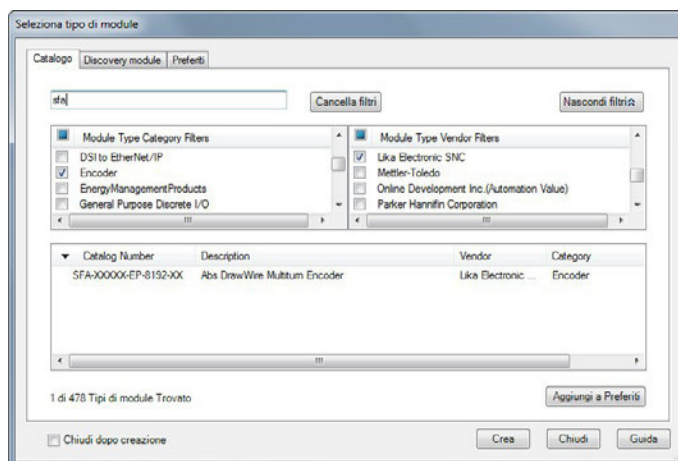 Seleziona tipo di module
Catalogo Discovery module Preferiti
sfa
Cancella filtri
Nascondi filtri
Module Type Category Filters
DSI to EtherNet/IP
Encoder
EnergyManagementProducts
General Purpose Discrete I/O
Module Type Vendor Filters
Lika Electronic SNC
Mettler-Toledo
Online Development Inc.(Automation Value)
Parker Hannifin Corporation
Catalog Number Description Vendor Category
SFA-XXXXX-EP-8192-XX Abs DrawWire Multiturn Encoder Lika Electronic ... Encoder
1 di 478 Tipi di module Trovato
Aggiungi a Preferiti
Chiudi dopo creazione
Crea Chiudi Guida